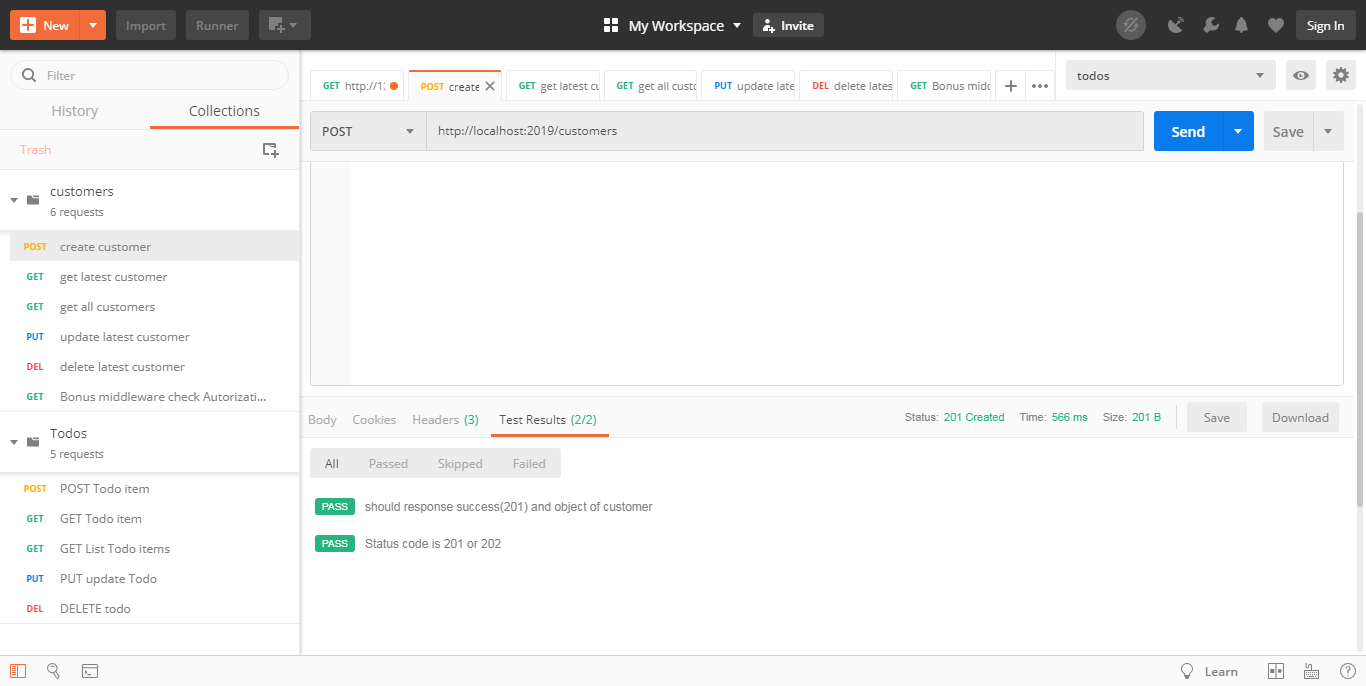 New Import Runner My Workspace Invite Sign In
Filter
History Collections
Trash
customers
6 requests
POST create customer
GET get latest customer
GET get all customers
PUT update latest customer
DEL delete latest customer
GET Bonus middleware check Autorizati...
Todos
5 requests
POST POST Todo item
GET GET Todo item
GET GET List Todo items
PUT PUT update Todo
DEL DELETE todo
GET http://1 POST create GET get latest cu GET get all custo PUT update late DEL delete lates GET Bonus midd
todos
POST http://localhost:2019/customers Send Save
Body Cookies Headers (3) Test Results (2/2) Status: 201 Created Time: 566 ms Size: 201 B Save Download
All Passed Skipped Failed
PASS should response success(201) and object of customer
PASS Status code is 201 or 202
Learn